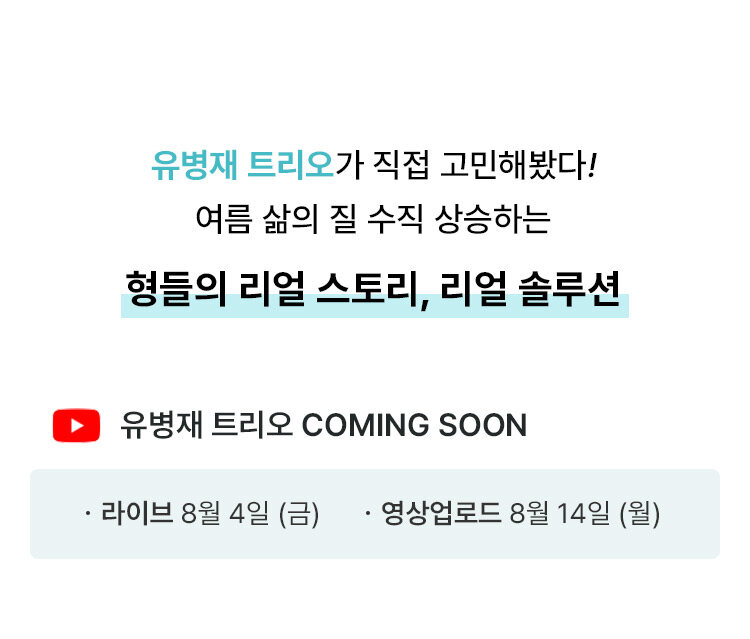 유병재 트리오가 직접 고민해봤다!
여름 삶의 질 수직 상승하는
형들의 리얼 스토리, 리얼 솔루션
유병재 트리오 COMING SOON
· 라이브 8월 4일 (금) · 영상업로드 8월 14일 (월)